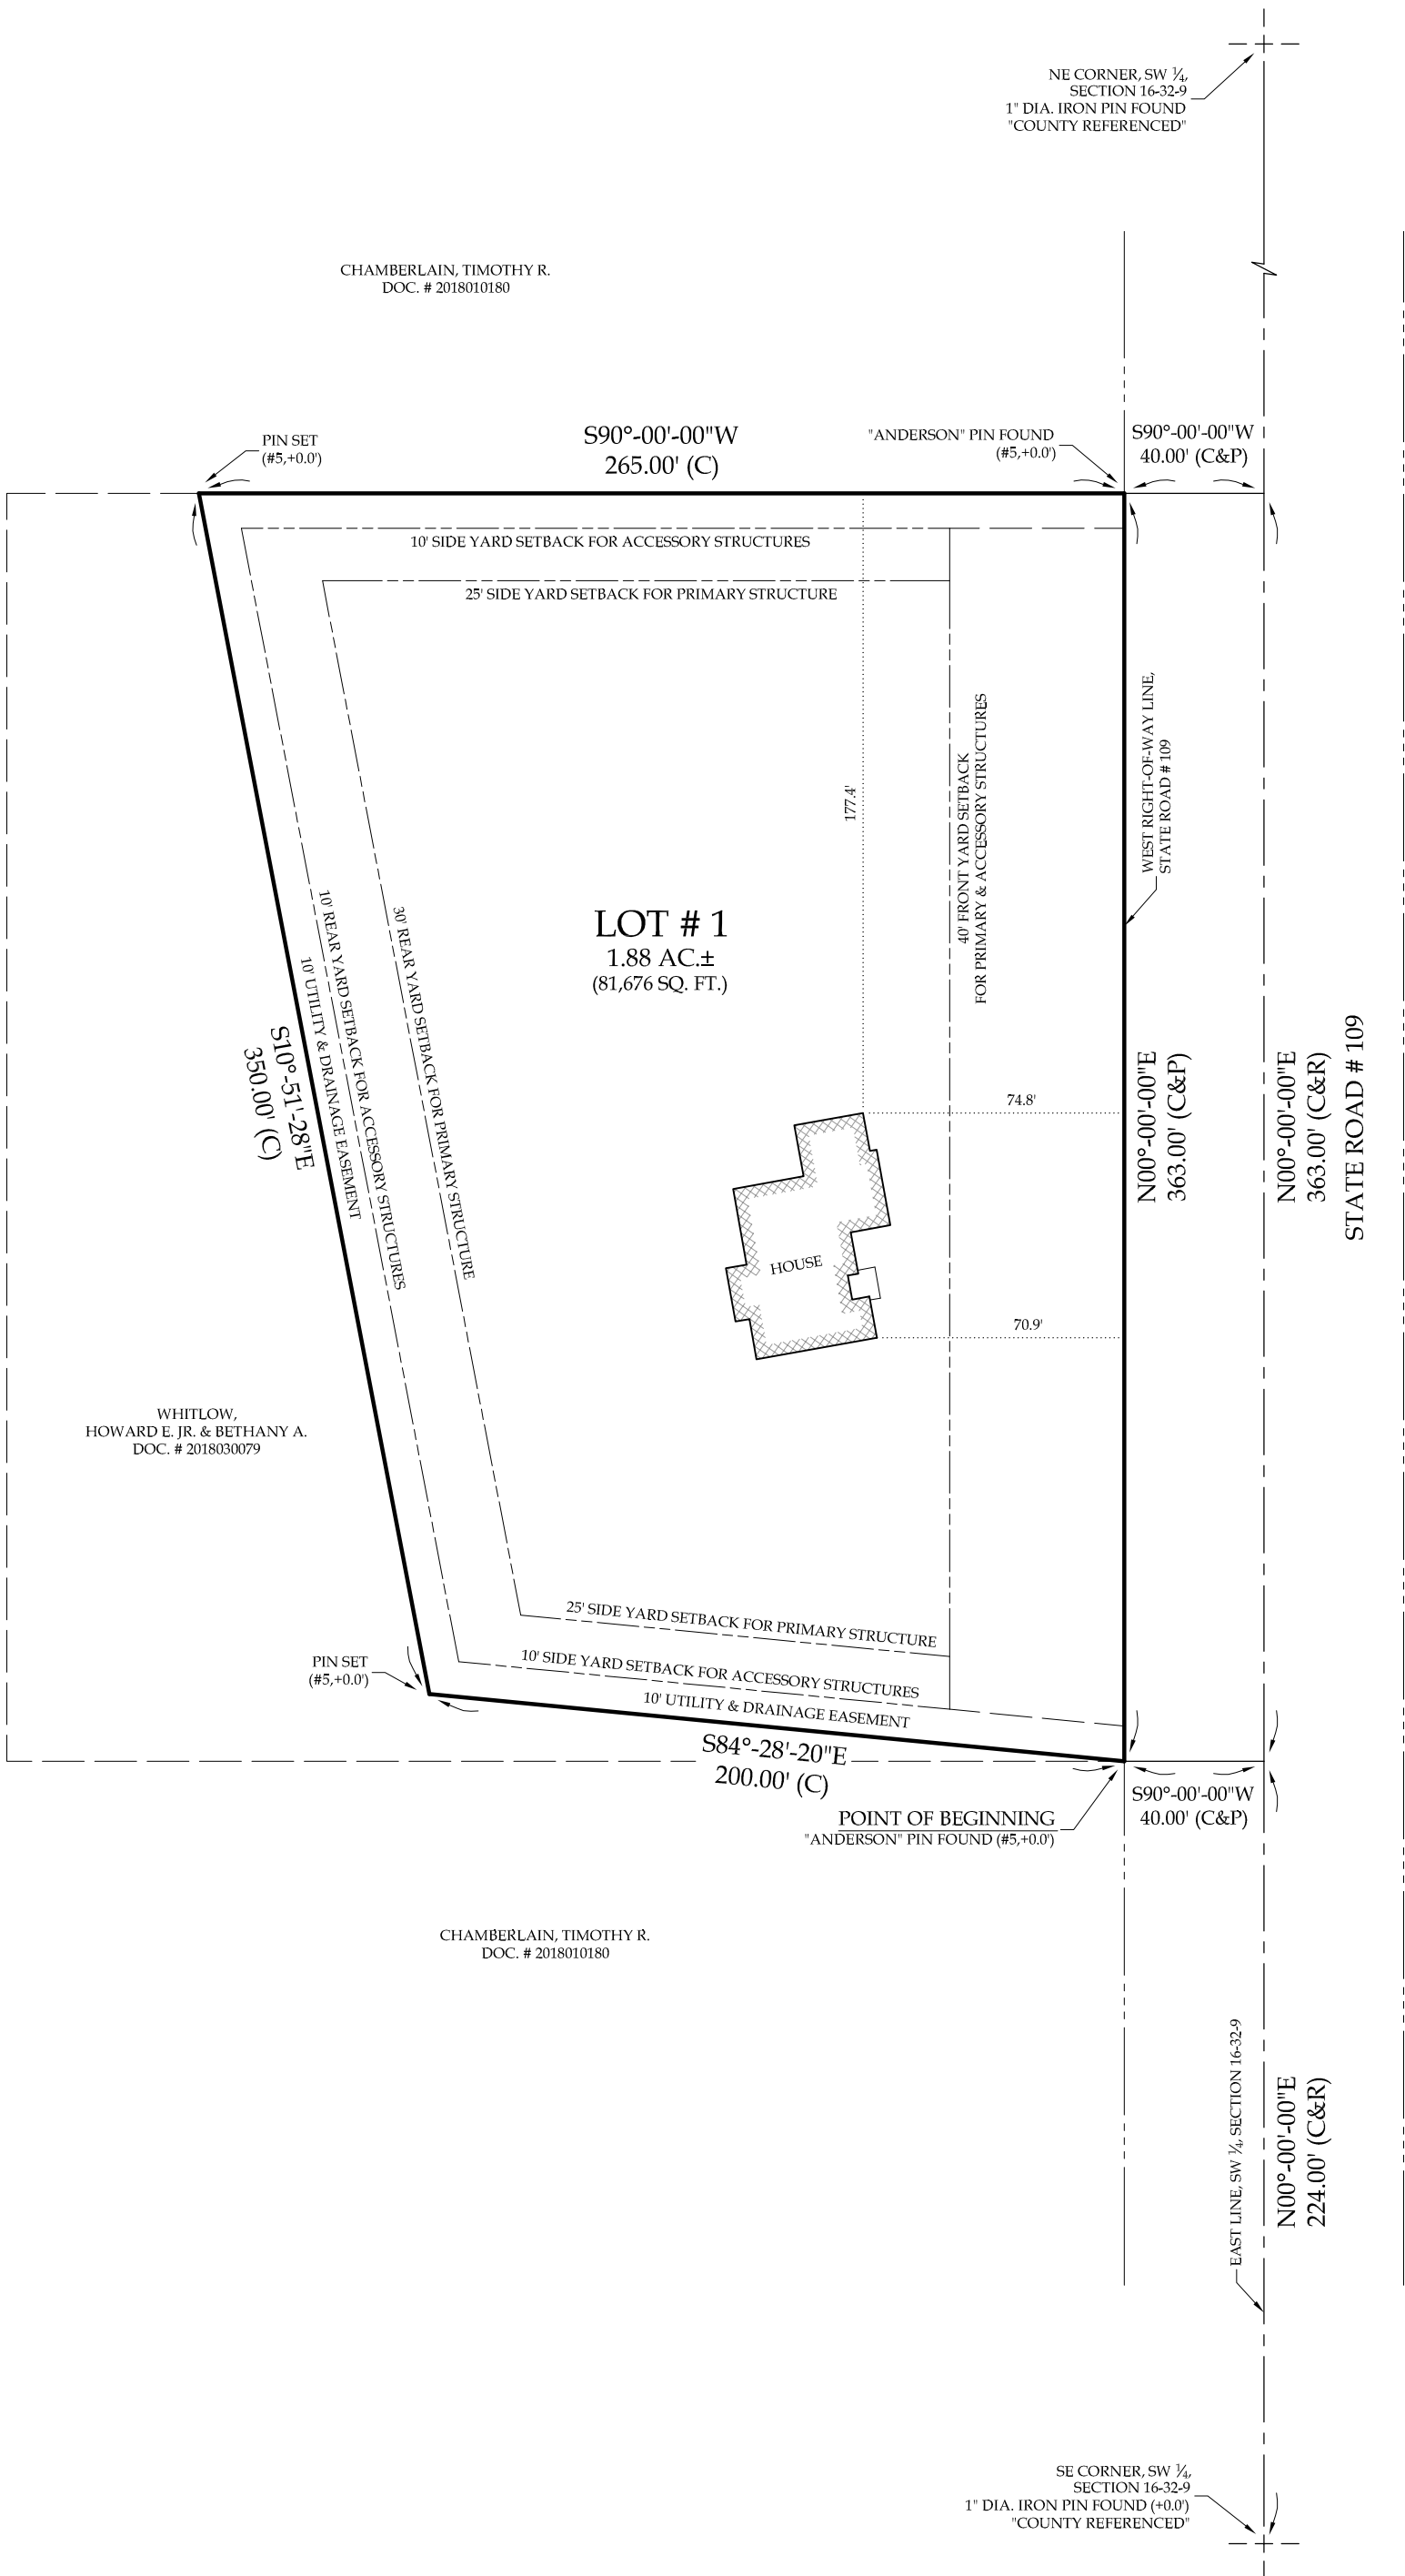 NE CORNER, SW ¼,
SECTION 16-32-9
1" DIA. IRON PIN FOUND
"COUNTY REFERENCED"
CHAMBERLAIN, TIMOTHY R.
DOC. # 2018010180
PIN SET
(#5,+0.0')
S90°-00'-00"W
265.00' (C)
"ANDERSON" PIN FOUND
(#5,+0.0')
S90°-00'-00"W
40.00' (C&P)
10' SIDE YARD SETBACK FOR ACCESSORY STRUCTURES
25' SIDE YARD SETBACK FOR PRIMARY STRUCTURE
177.4'
40' FRONT YARD SETBACK
FOR PRIMARY & ACCESSORY STRUCTURES
WEST RIGHT-OF-WAY LINE,
STATE ROAD # 109
LOT # 1
1.88 AC.±
(81,676 SQ. FT.)
10' REAR YARD SETBACK FOR ACCESSORY STRUCTURES
10' UTILITY & DRAINAGE EASEMENT
30' REAR YARD SETBACK FOR PRIMARY STRUCTURE
S10°-51'-28"E
350.00' (C)
74.8'
N00°-00'-00"E
363.00' (C&P)
N00°-00'-00"E
363.00' (C&R)
STATE ROAD # 109
HOUSE
70.9'
WHITLOW,
HOWARD E. JR. & BETHANY A.
DOC. # 2018030079
25' SIDE YARD SETBACK FOR PRIMARY STRUCTURE
10' SIDE YARD SETBACK FOR ACCESSORY STRUCTURES
10' UTILITY & DRAINAGE EASEMENT
PIN SET
(#5,+0.0')
S84°-28'-20"E
200.00' (C)
POINT OF BEGINNING
"ANDERSON" PIN FOUND (#5,+0.0')
S90°-00'-00"W
40.00' (C&P)
CHAMBERLAIN, TIMOTHY R.
DOC. # 2018010180
EAST LINE, SW ¼, SECTION 16-32-9
N00°-00'-00"E
224.00' (C&R)
SE CORNER, SW ¼,
SECTION 16-32-9
1" DIA. IRON PIN FOUND (+0.0')
"COUNTY REFERENCED"